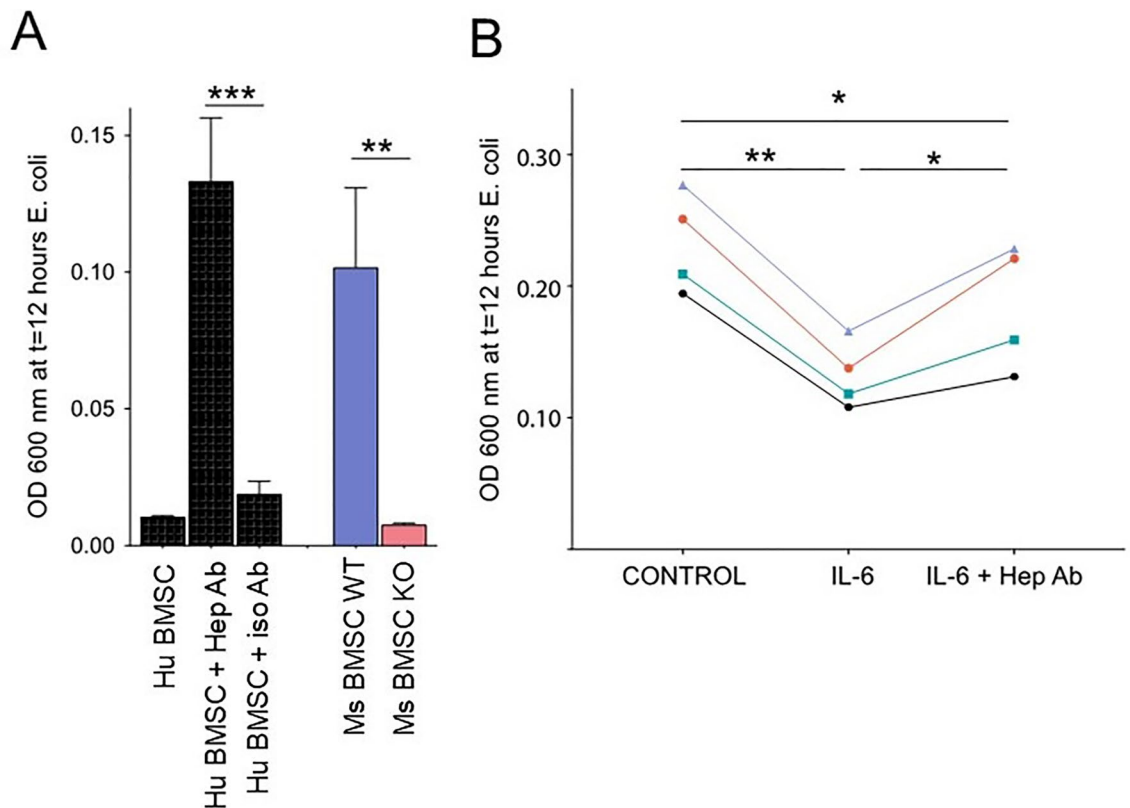 A
OD 600 nm at t=12 hours E. coli
0.15
0.10
0.05
0.00
***
**
Hu BMSC
Hu BMSC + Hep Ab
Hu BMSC + iso Ab
Ms BMSC WT
Ms BMSC KO
B
OD 600 nm at t=12 hours E. coli
0.30
0.20
0.10
*
**
*
CONTROL
IL-6
IL-6 + Hep Ab